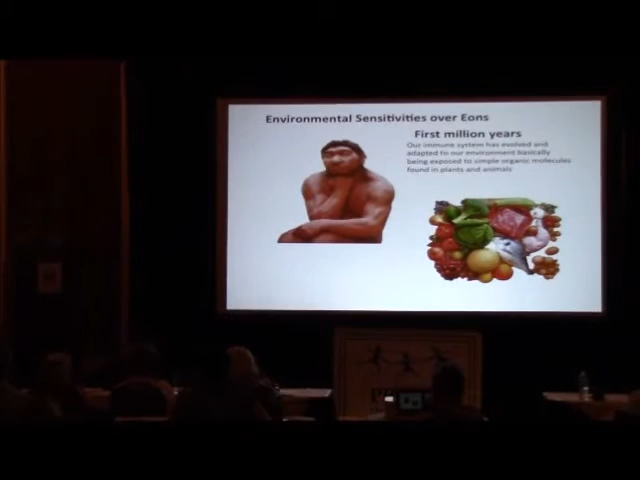 Environmental Sensitivities over Eons
First million years
Our immune system has evolved and
adapted to our environment basically
being exposed to simple organic molecules
found in plants and animals